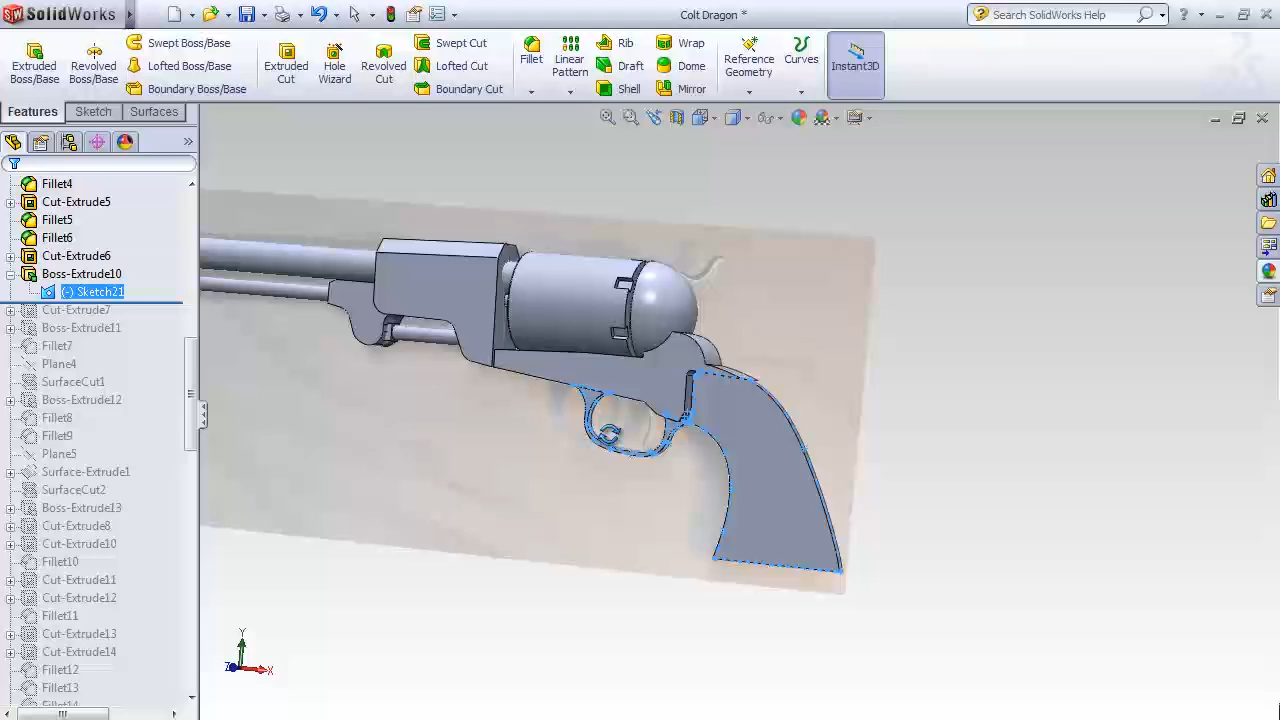 SolidWorks
Colt Dragon *
Search SolidWorks Help
Extruded Boss/Base
Revolved Boss/Base
Swept Boss/Base
Lofted Boss/Base
Boundary Boss/Base
Extruded Cut
Hole Wizard
Revolved Cut
Swept Cut
Lofted Cut
Boundary Cut
Fillet
Linear Pattern
Rib
Draft
Shell
Wrap
Dome
Mirror
Reference Geometry
Curves
Instant3D
Features
Sketch
Surfaces
Fillet4
Cut-Extrude5
Fillet5
Fillet6
Cut-Extrude6
Boss-Extrude10
(-) Sketch21
Cut-Extrude7
Boss-Extrude11
Fillet7
Plane4
SurfaceCut1
Boss-Extrude12
Fillet8
Fillet9
Plane5
Surface-Extrude1
SurfaceCut2
Boss-Extrude13
Cut-Extrude8
Cut-Extrude10
Fillet10
Cut-Extrude11
Cut-Extrude12
Fillet11
Cut-Extrude13
Cut-Extrude14
Fillet12
Fillet13
Fillet14
Y
Z
X